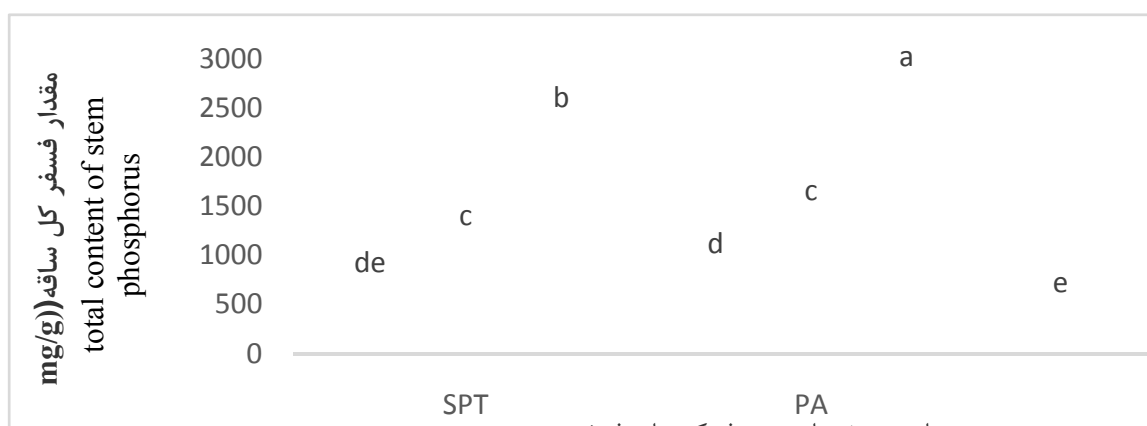 مقدار فسفر کل ساقه((mg/g
total content of stem
phosphorus
3000
2500
2000
1500
1000
500
0
de
c
b
d
c
a
e
SPT
PA